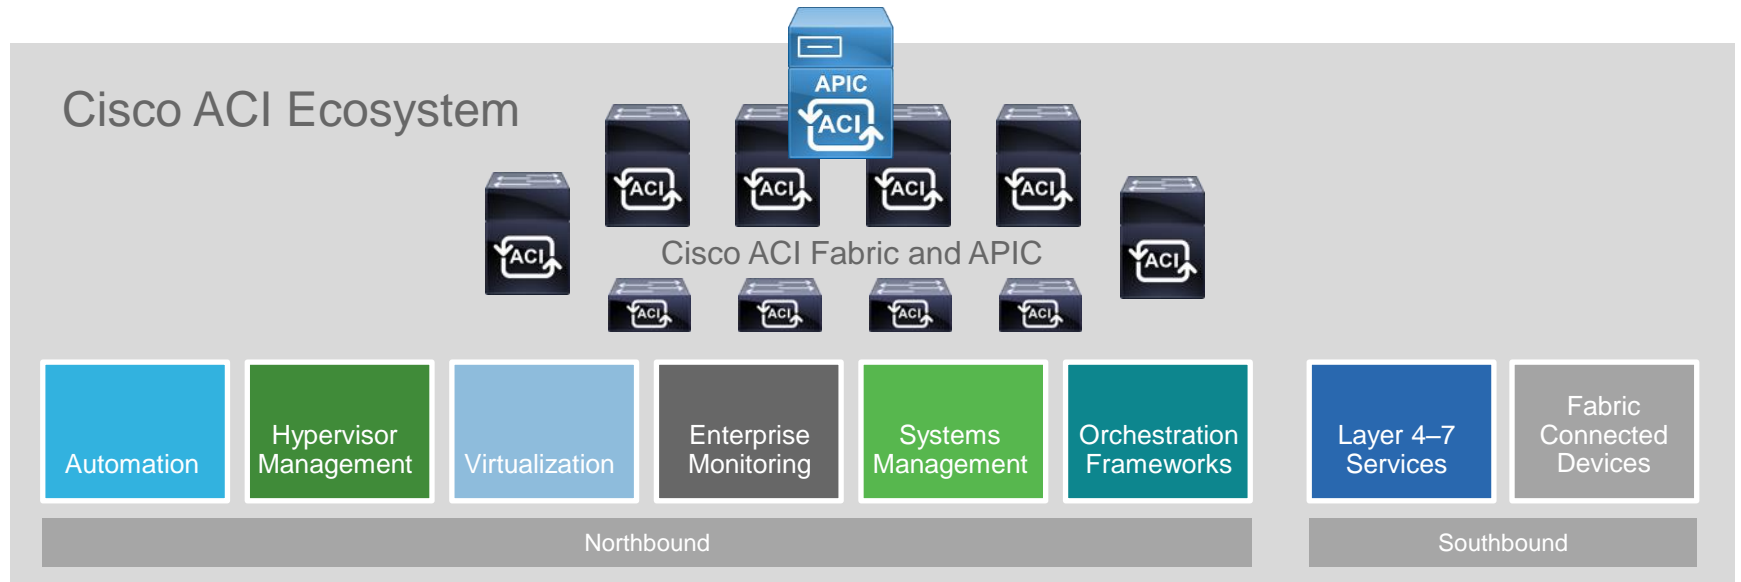 APIC
ACI
Cisco ACI Ecosystem
ACI
ACI
ACI
ACI
ACI
ACI
Cisco ACI Fabric and APIC
ACI
ACI
ACI
ACI
Automation
Hypervisor
Management
Virtualization
Enterprise
Monitoring
Systems
Management
Orchestration
Frameworks
Layer 4–7
Services
Fabric
Connected
Devices
Northbound
Southbound